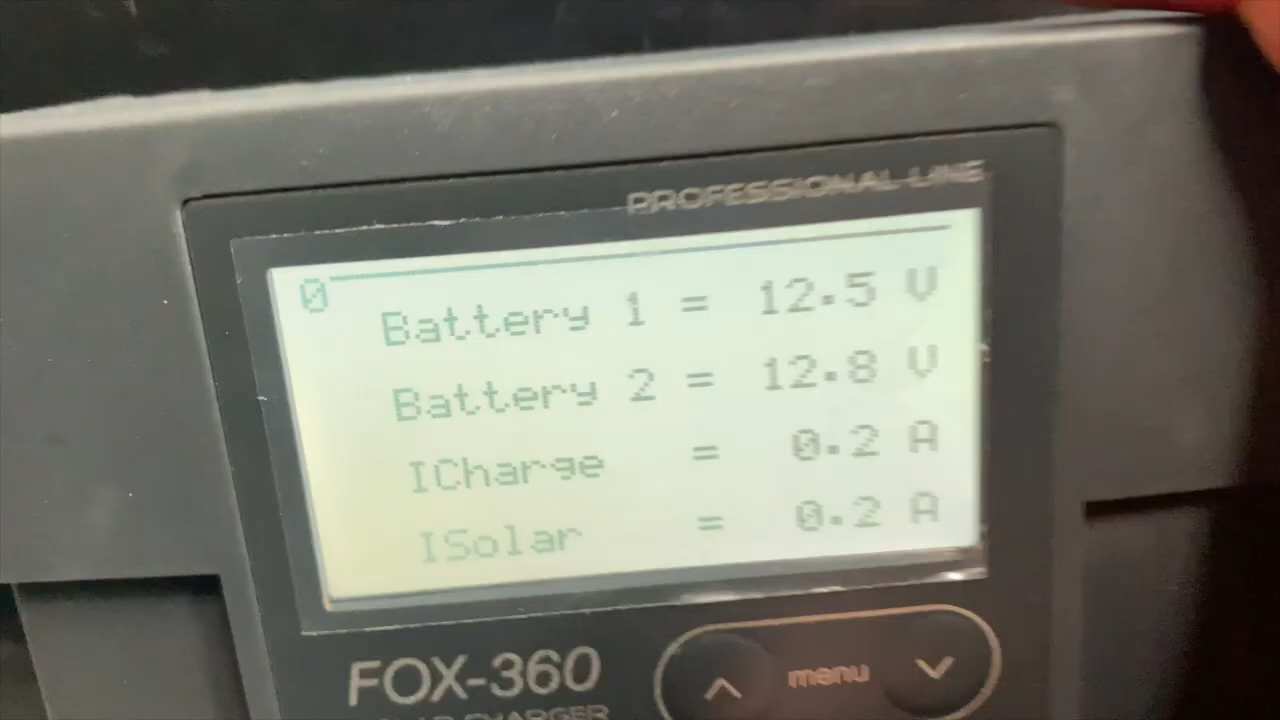 PROFESSIONAL LINE
0
Battery 1 = 12.5 V
Battery 2 = 12.8 V
ICharge = 0.2 A
ISolar = 0.2 A
FOX-360
menu
CHARGER